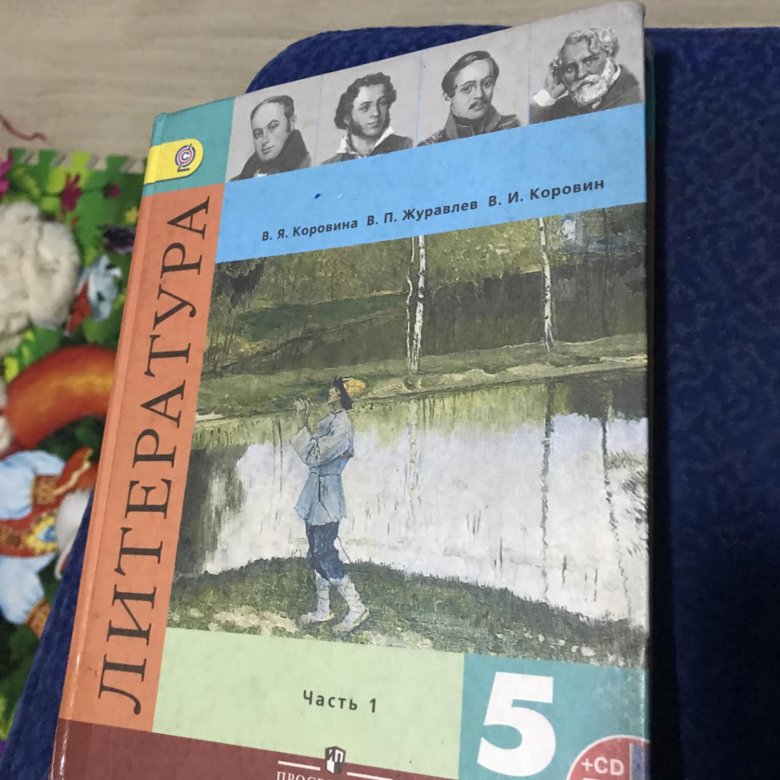 В. Я. Коровина В. П. Журавлев В. И. Коровин
ЛИТЕРАТУРА
Часть 1
5
+CD